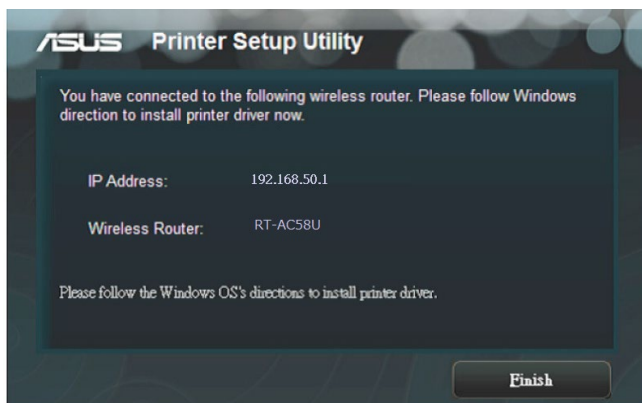 ASUS Printer Setup Utility
You have connected to the following wireless router. Please follow Windows
direction to install printer driver now.
IP Address: 192.168.50.1
Wireless Router: RT-AC58U
Please follow the Windows OS's directions to install printer driver.
Finish